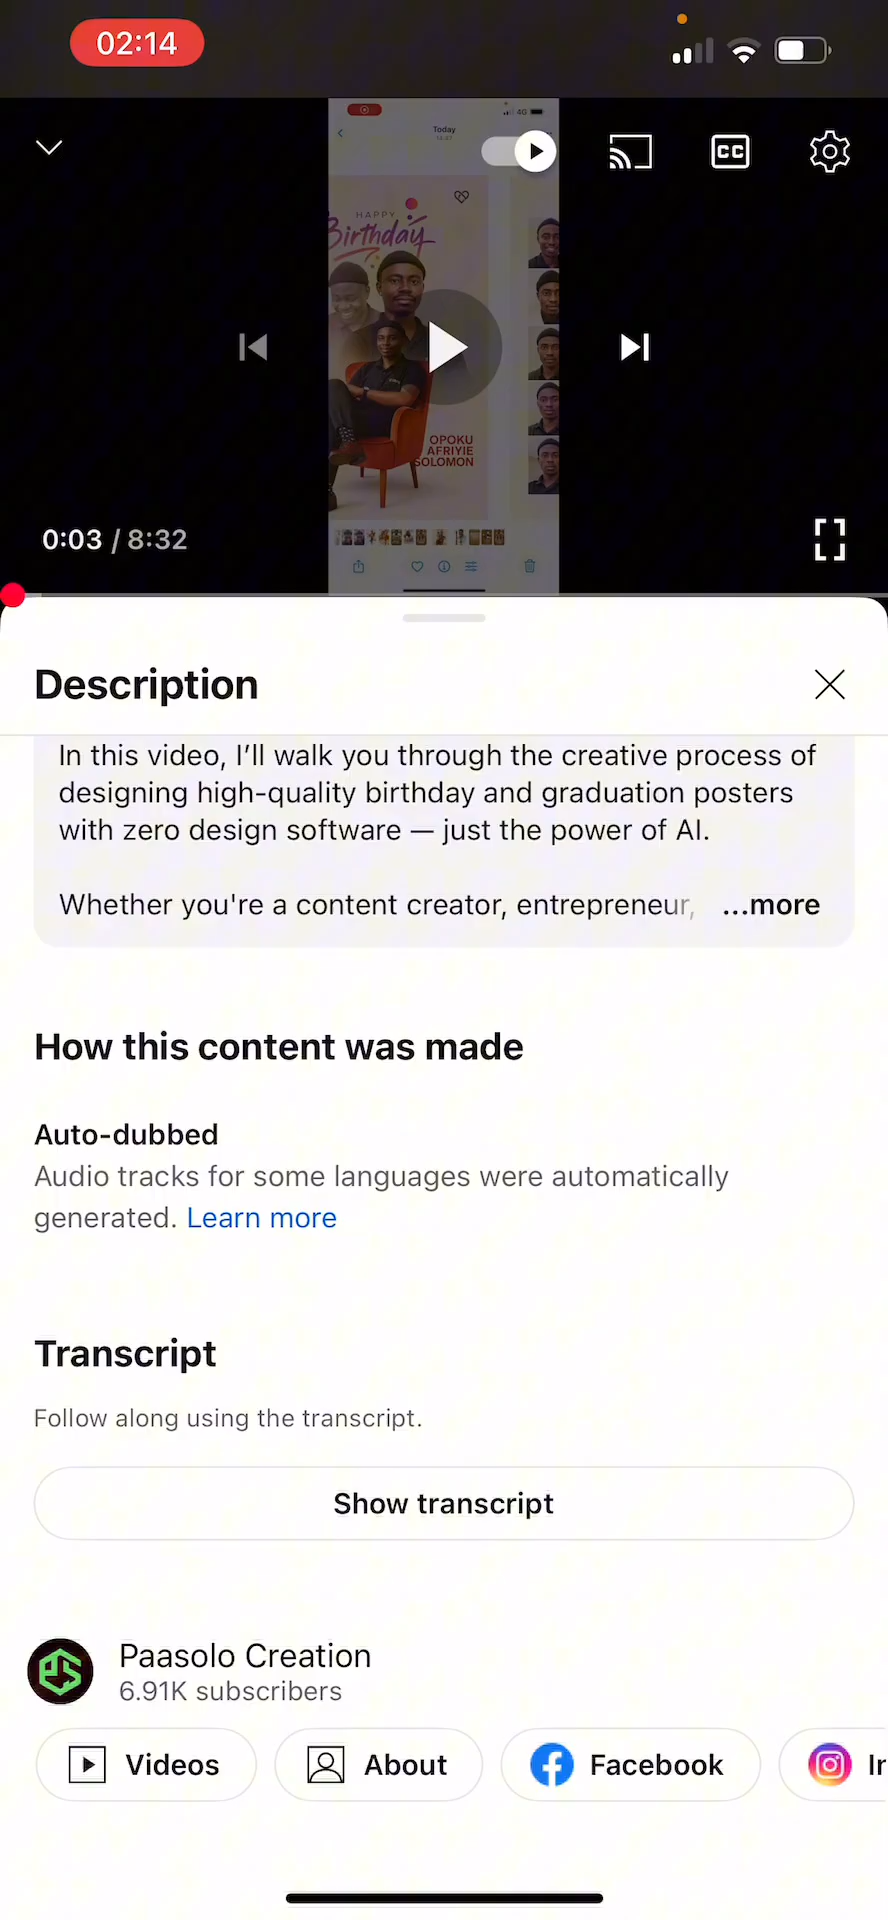 02:14
Today
HAPPY
Birthday
OPOKU
AFRIYIE
SOLOMON
CC
0:03 / 8:32
Description
In this video, I’ll walk you through the creative process of
designing high-quality birthday and graduation posters
with zero design software — just the power of AI.
Whether you're a content creator, entrepreneur, ...more
How this content was made
Auto-dubbed
Audio tracks for some languages were automatically
generated. Learn more
Transcript
Follow along using the transcript.
Show transcript
Paasolo Creation
6.91K subscribers
Videos
About
Facebook